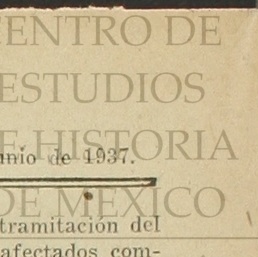 CENTRO DE
ESTUDIOS
DE HISTORIA
unio de 1937.
DE MEXICO
tramitación del
afectados com-